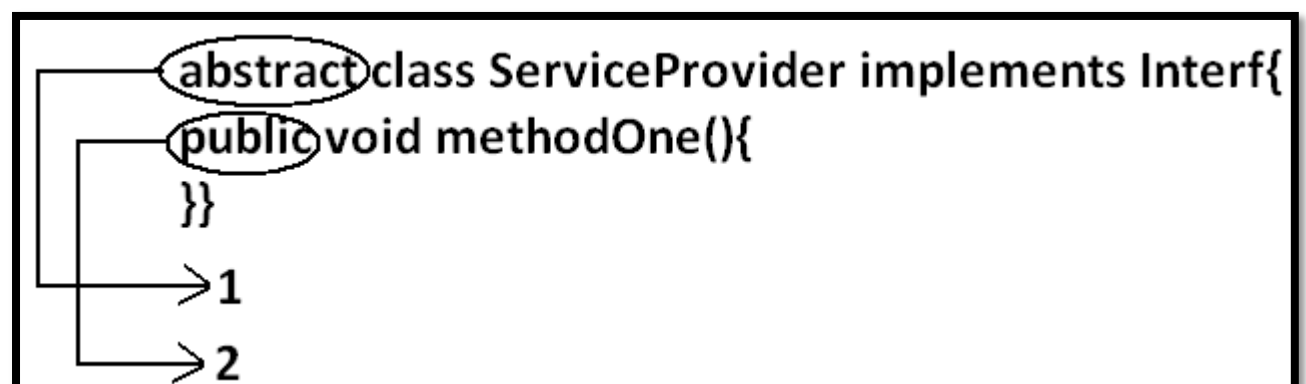 abstract class ServiceProvider implements Interf{
public void methodOne(){
}}
1
2